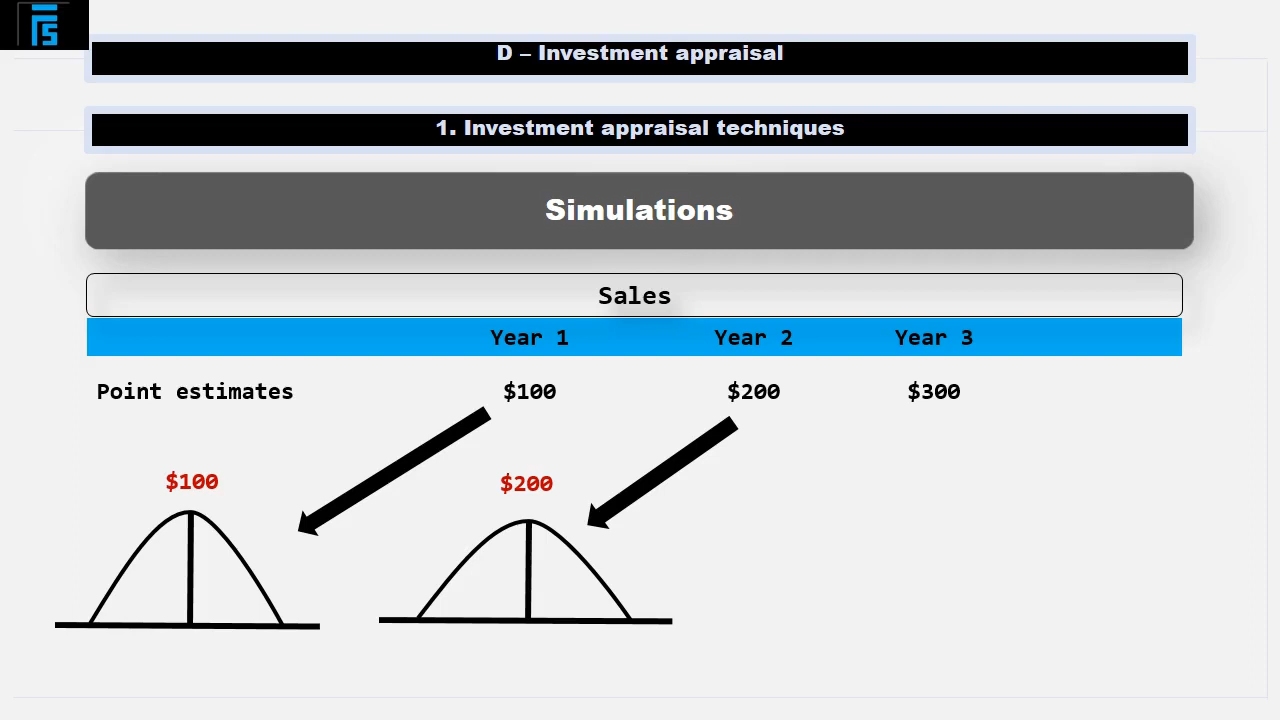 D – Investment appraisal
1. Investment appraisal techniques
Simulations
Sales
Year 1 Year 2 Year 3
Point estimates $100 $200 $300
$100 $200